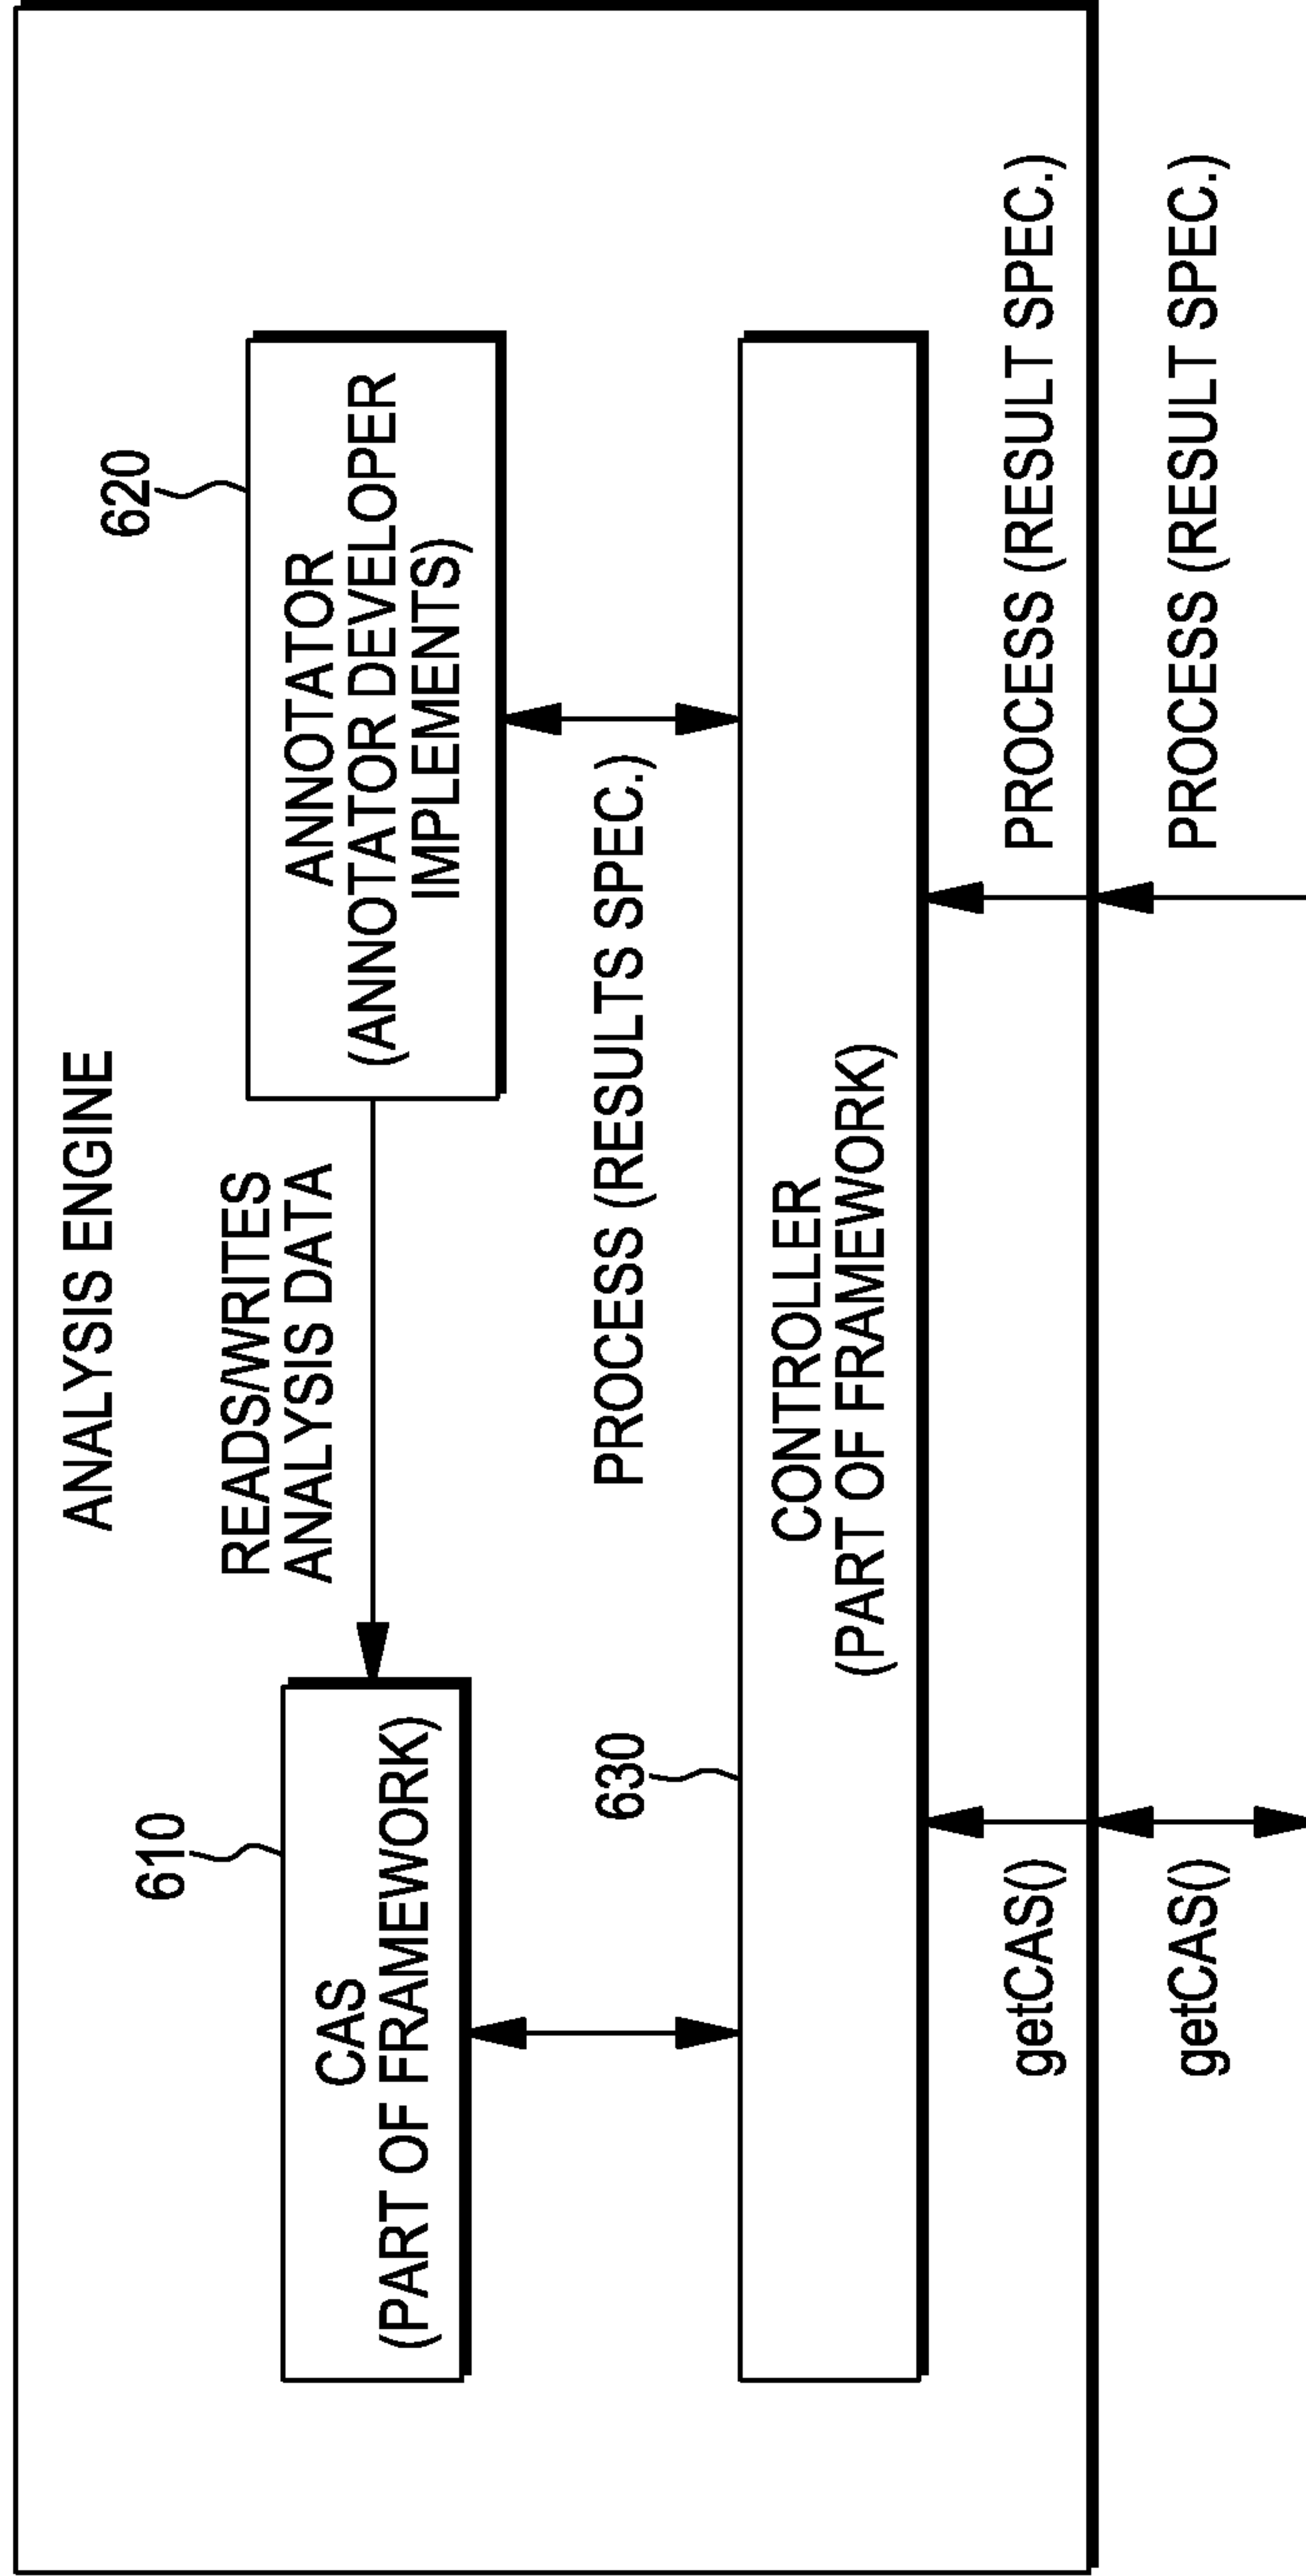 ANALYSIS ENGINE
610
CAS
(PART OF FRAMEWORK)
READS/WRITES
ANALYSIS DATA
620
ANNOTATOR
(ANNOTATOR DEVELOPER
IMPLEMENTS)
630
PROCESS (RESULTS SPEC.)
CONTROLLER
(PART OF FRAMEWORK)
getCAS()
PROCESS (RESULT SPEC.)
getCAS()
PROCESS (RESULT SPEC.)